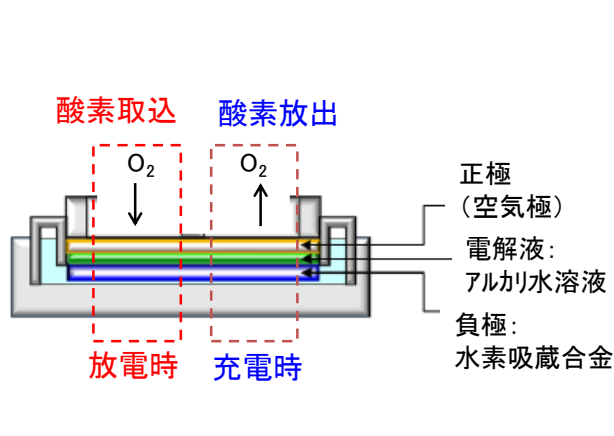 酸素取込
酸素放出
O₂
O₂
正極
（空気極）
電解液：
アルカリ水溶液
負極：
水素吸蔵合金
放電時
充電時